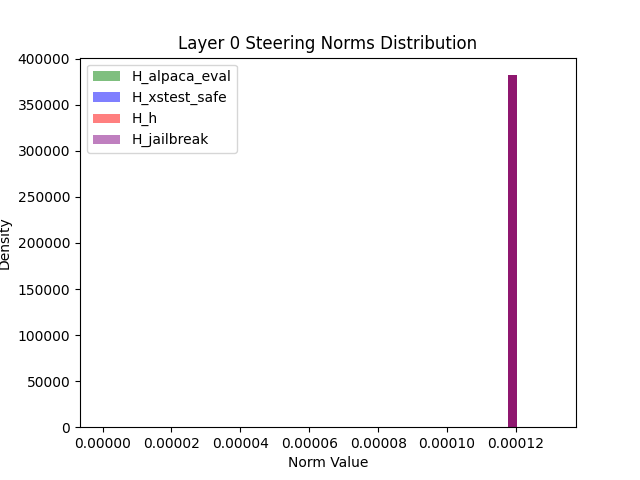 Layer 0 Steering Norms Distribution
400000
350000
300000
250000
200000
150000
100000
50000
0
Density
H_alpaca_eval
H_xstest_safe
H_h
H_jailbreak
0.00000 0.00002 0.00004 0.00006 0.00008 0.00010 0.00012
Norm Value